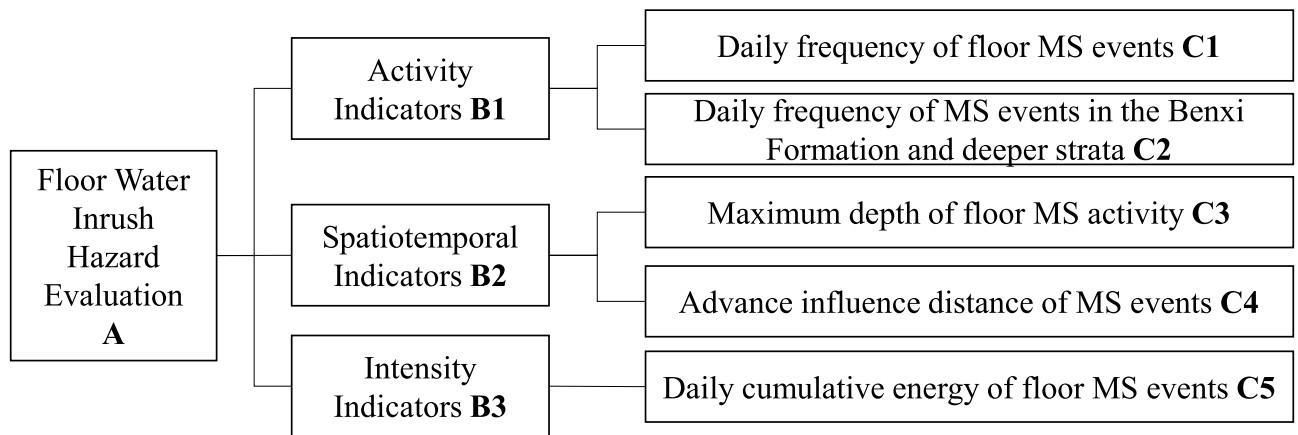 Floor Water
Inrush
Hazard
Evaluation
A
Activity
Indicators B1
Daily frequency of floor MS events C1
Daily frequency of MS events in the Benxi
Formation and deeper strata C2
Spatiotemporal
Indicators B2
Maximum depth of floor MS activity C3
Advance influence distance of MS events C4
Intensity
Indicators B3
Daily cumulative energy of floor MS events C5